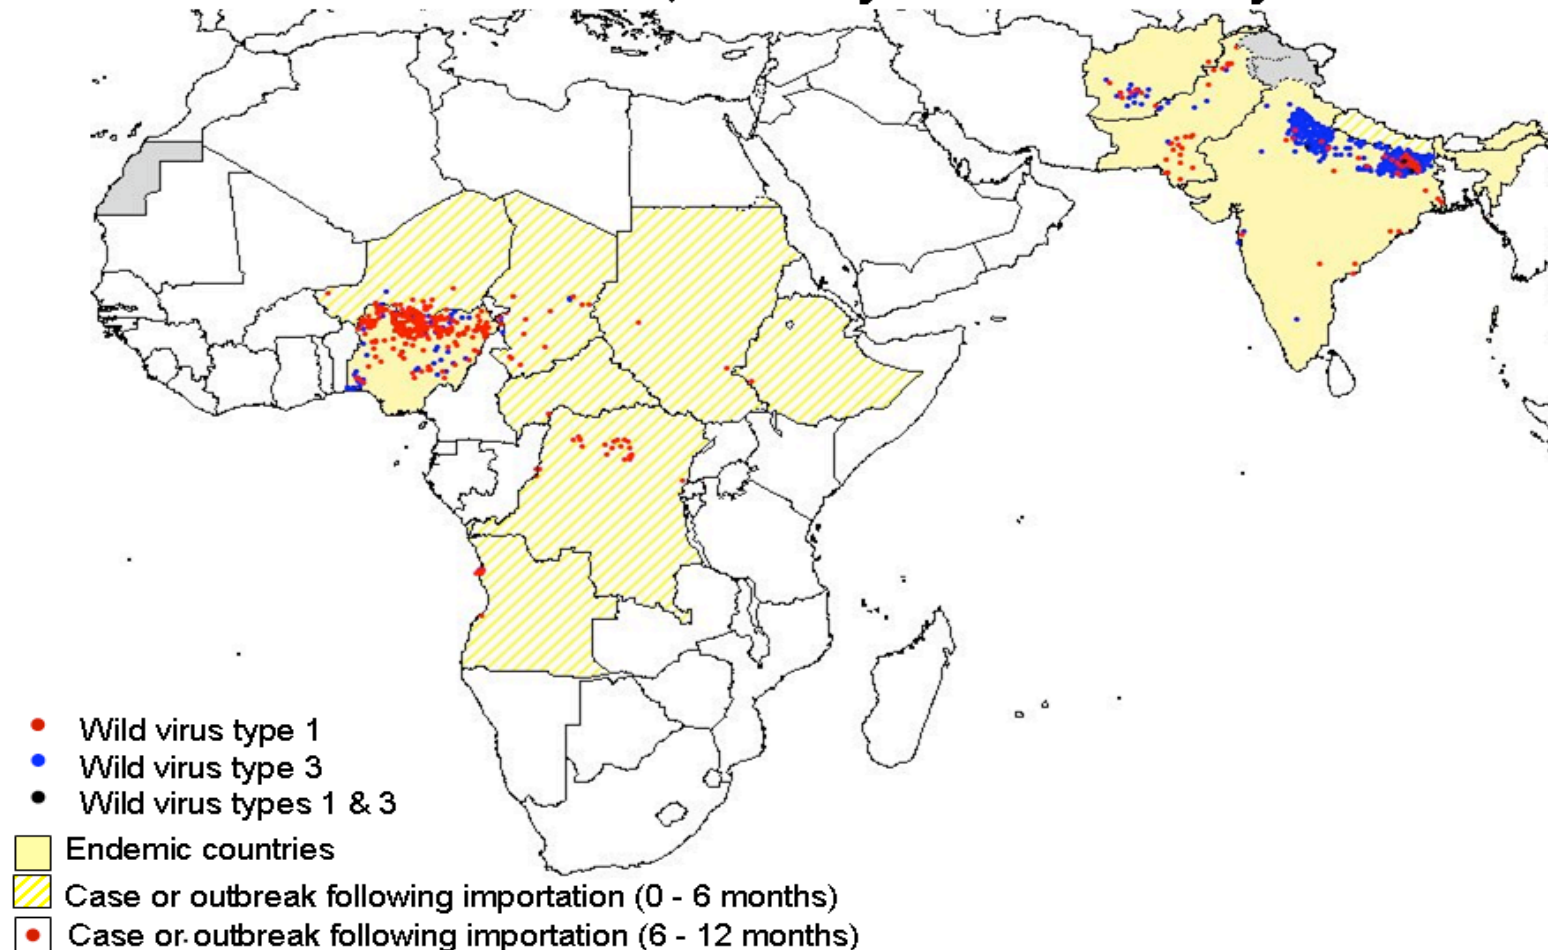 Wild virus type 1
Wild virus type 3
Wild virus types 1 & 3
Endemic countries
Case or outbreak following importation (0 - 6 months)
Case or outbreak following importation (6 - 12 months)